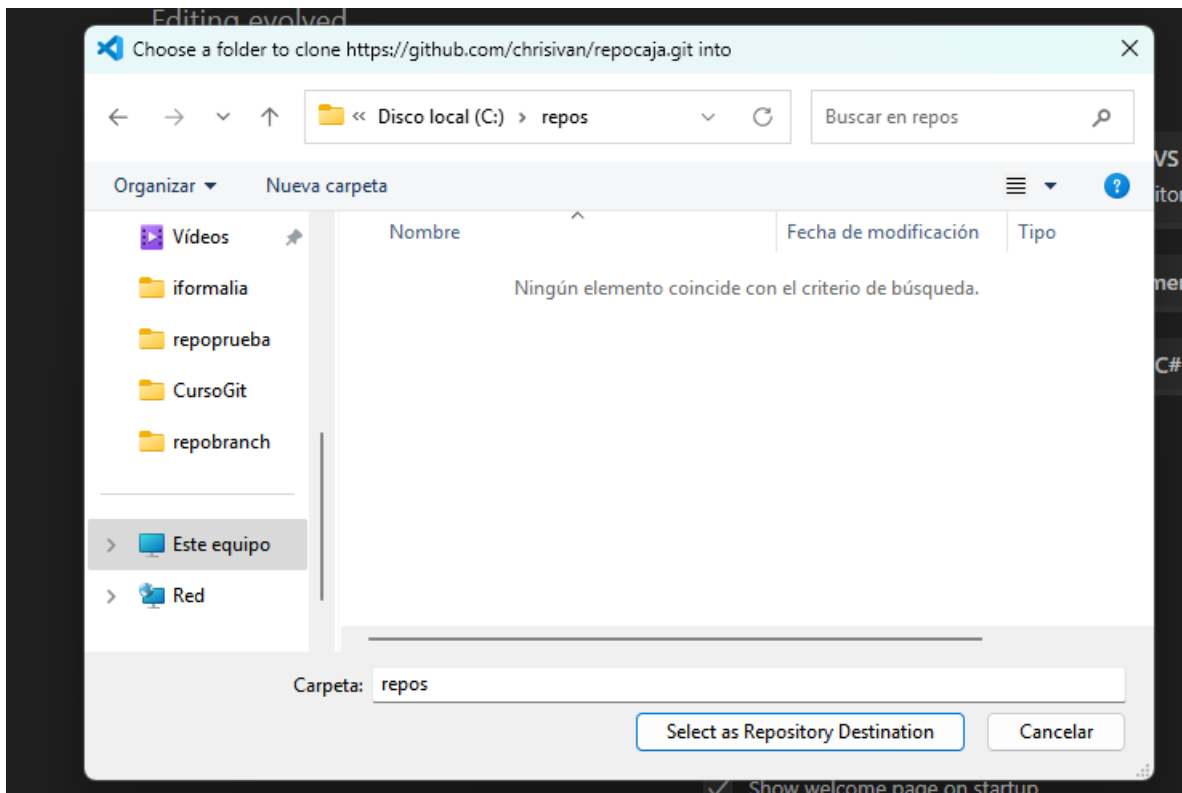 Editing evolved
Choose a folder to clone https://github.com/chrisivan/repocaja.git into
« Disco local (C:) > repos
Buscar en repos
Organizar
Nueva carpeta
VS
Vídeos
iformalia
repoprueba
CursoGit
repobranch
Este equipo
Red
Nombre
Fecha de modificación
Tipo
Ningún elemento coincide con el criterio de búsqueda.
C#
Carpeta: repos
Select as Repository Destination
Cancelar
Show welcome page on startup